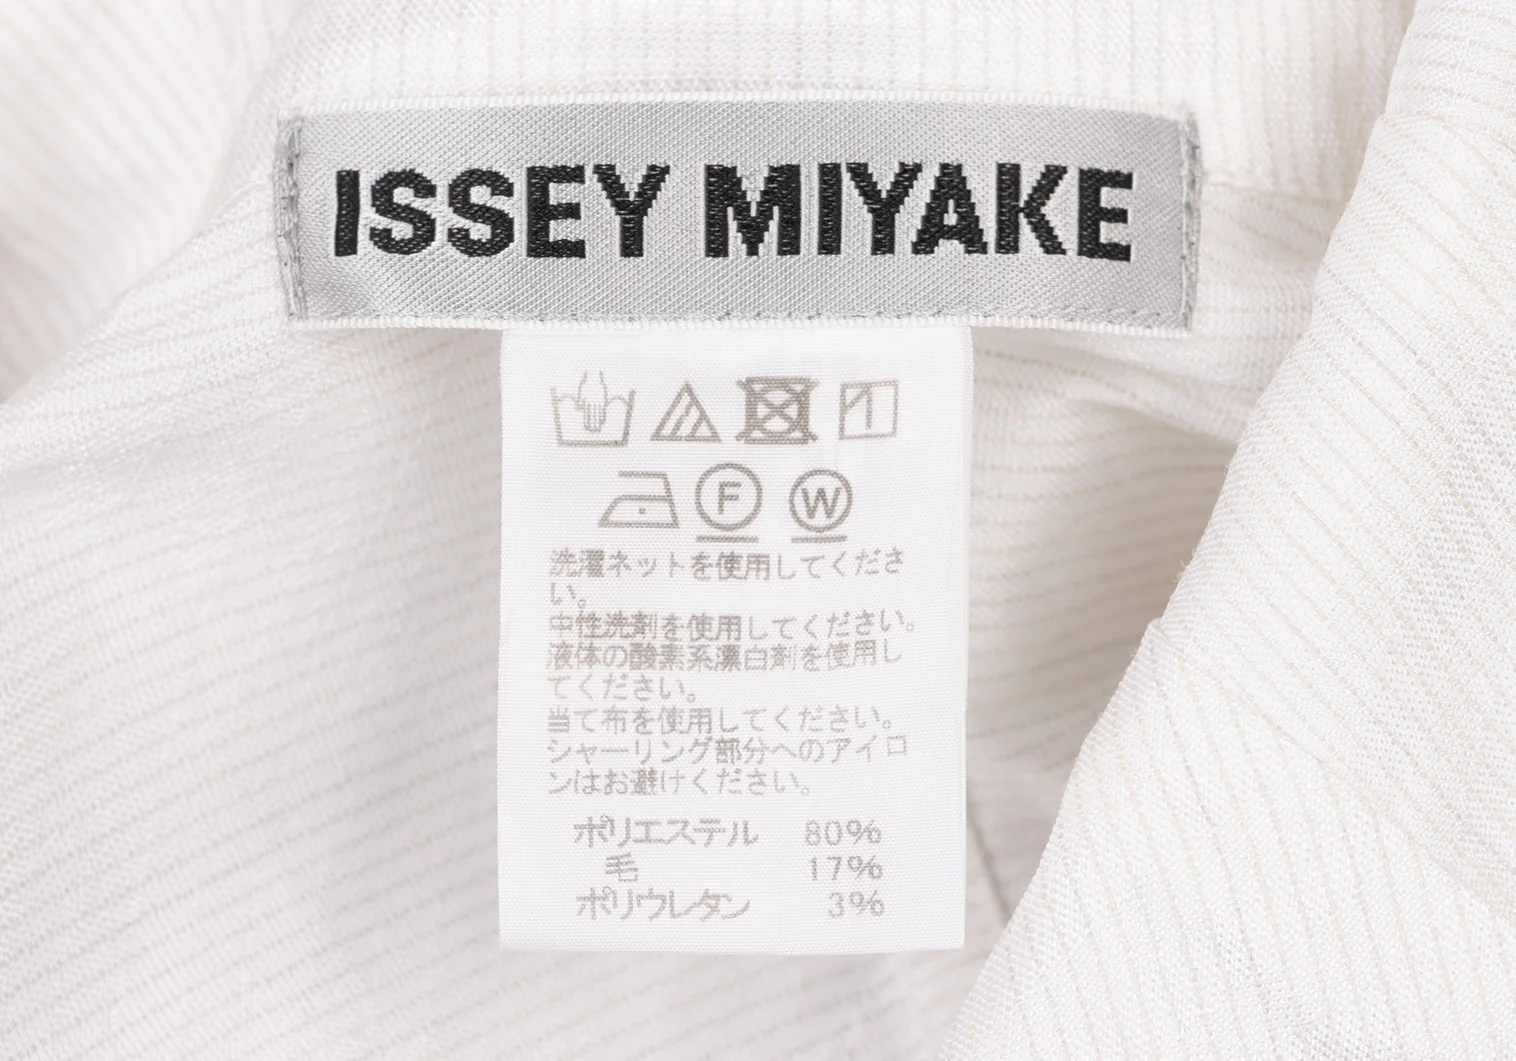 ISSEY MIYAKE
F W
洗濯ネットを使用してくださ
い。
中性洗剤を使用してください。
液体の酸素系漂白剤を使用し
てください。
当て布を使用してください。
シャーリング部分へのアイロ
ンはお避けください。
ポリエステル 80%
毛 17%
ポリウレタン 3%